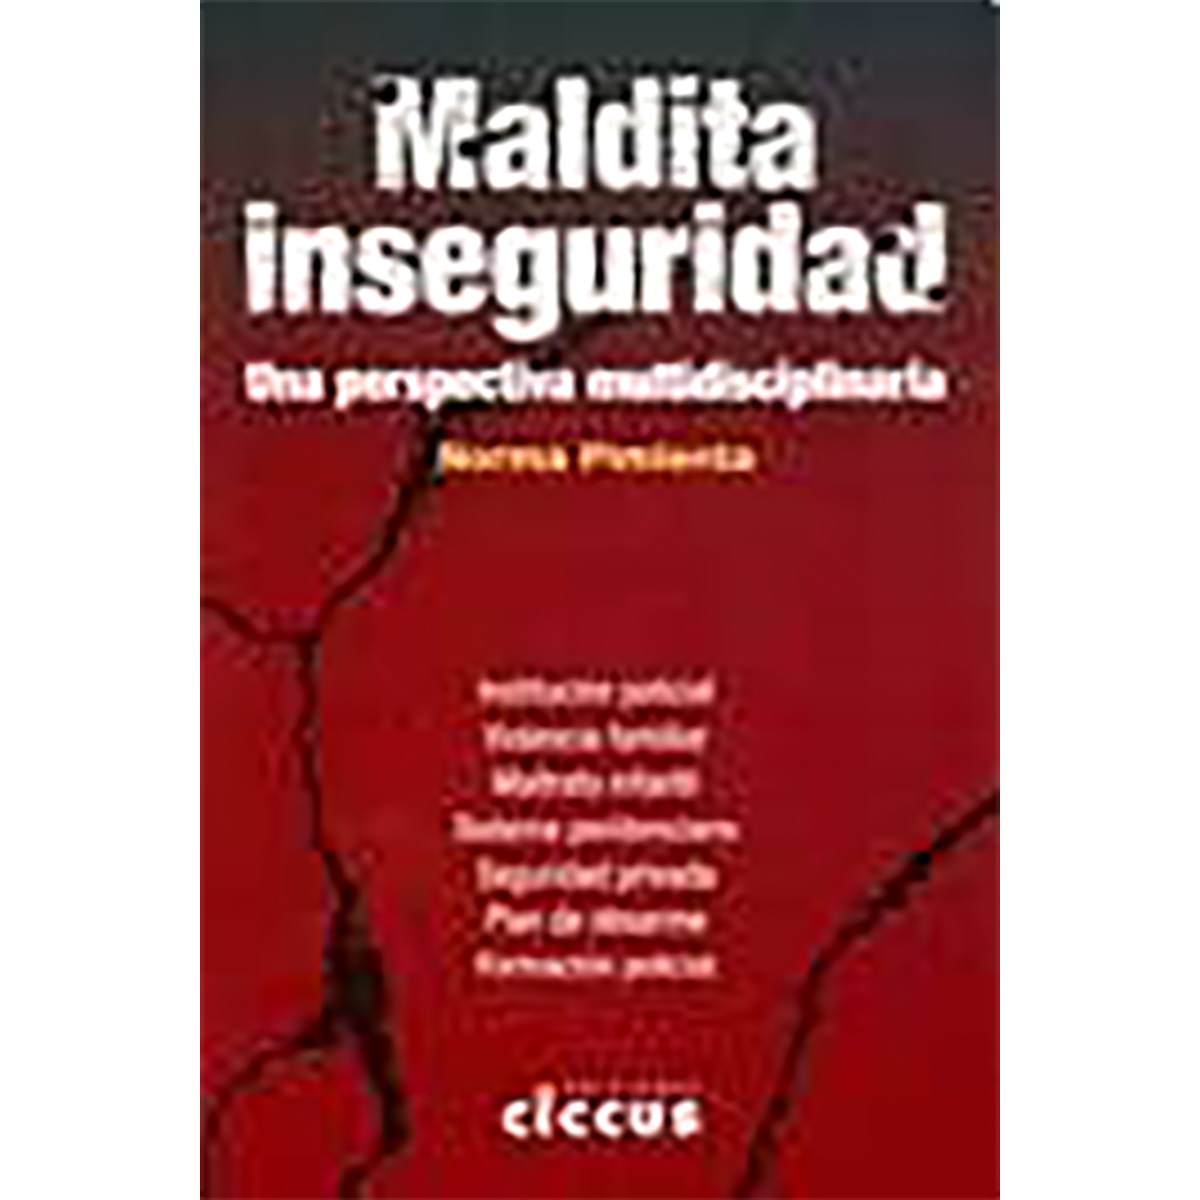 Maldita
inseguridad
Una perspectiva multidisciplinaria
Norma Pimienta
Institución policial
Violencia familiar
Maltrato infantil
Sistema penitenciario
Seguridad privada
Plan de desarme
Formación policial
ediciones
ciccus